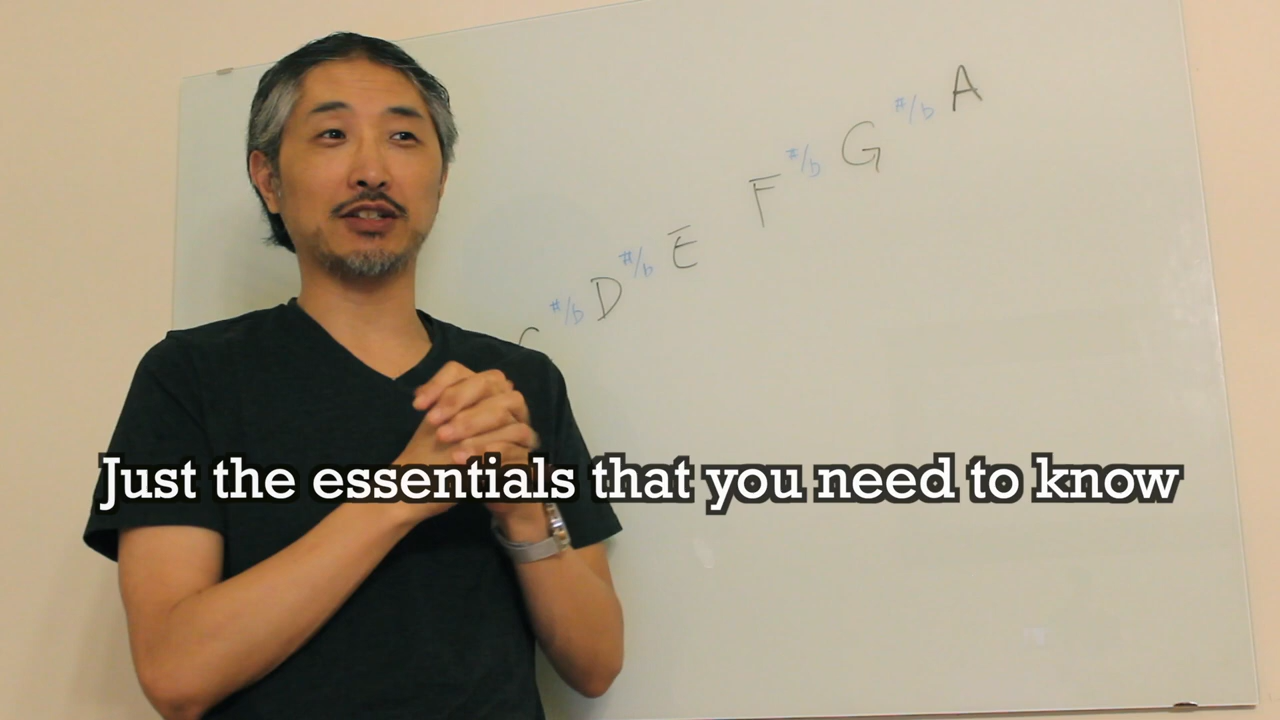 C #/b D #/b E F #/b G #/b A
Just the essentials that you need to know